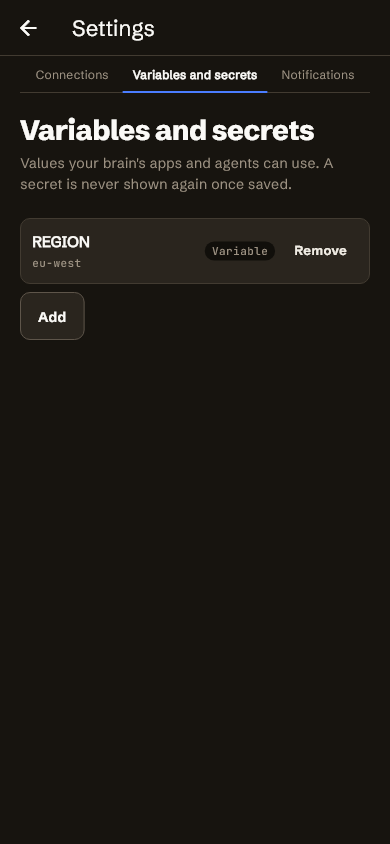 Settings
Connections
Variables and secrets
Notifications
Variables and secrets
Values your brain's apps and agents can use. A
secret is never shown again once saved.
REGION
eu-west
Variable
Remove
Add